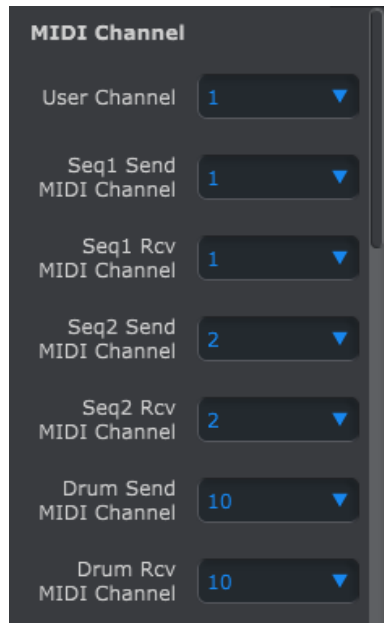 MIDI Channel
User Channel 1
Seq1 Send
MIDI Channel 1
Seq1 Rcv
MIDI Channel 1
Seq2 Send
MIDI Channel 2
Seq2 Rcv
MIDI Channel 2
Drum Send
MIDI Channel 10
Drum Rcv
MIDI Channel 10